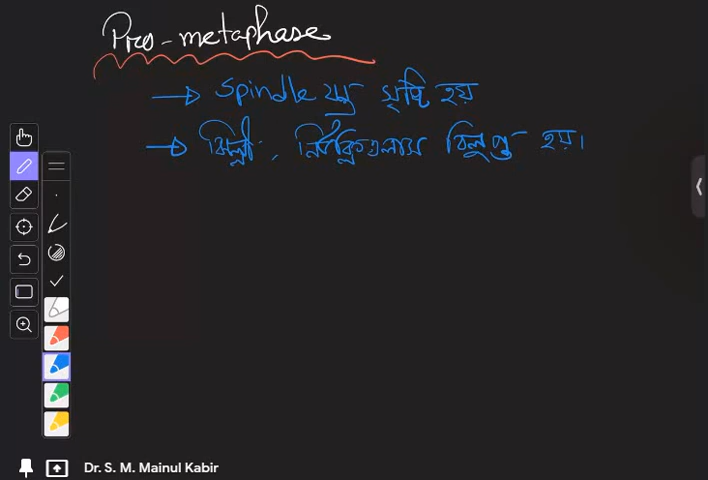 Pro-metaphase
→ Spindle যন্ত্র সৃষ্টি হয়
→ ঝিল্লী, নিউক্লিওলাস বিলুপ্ত হয়।
Dr. S. M. Mainul Kabir